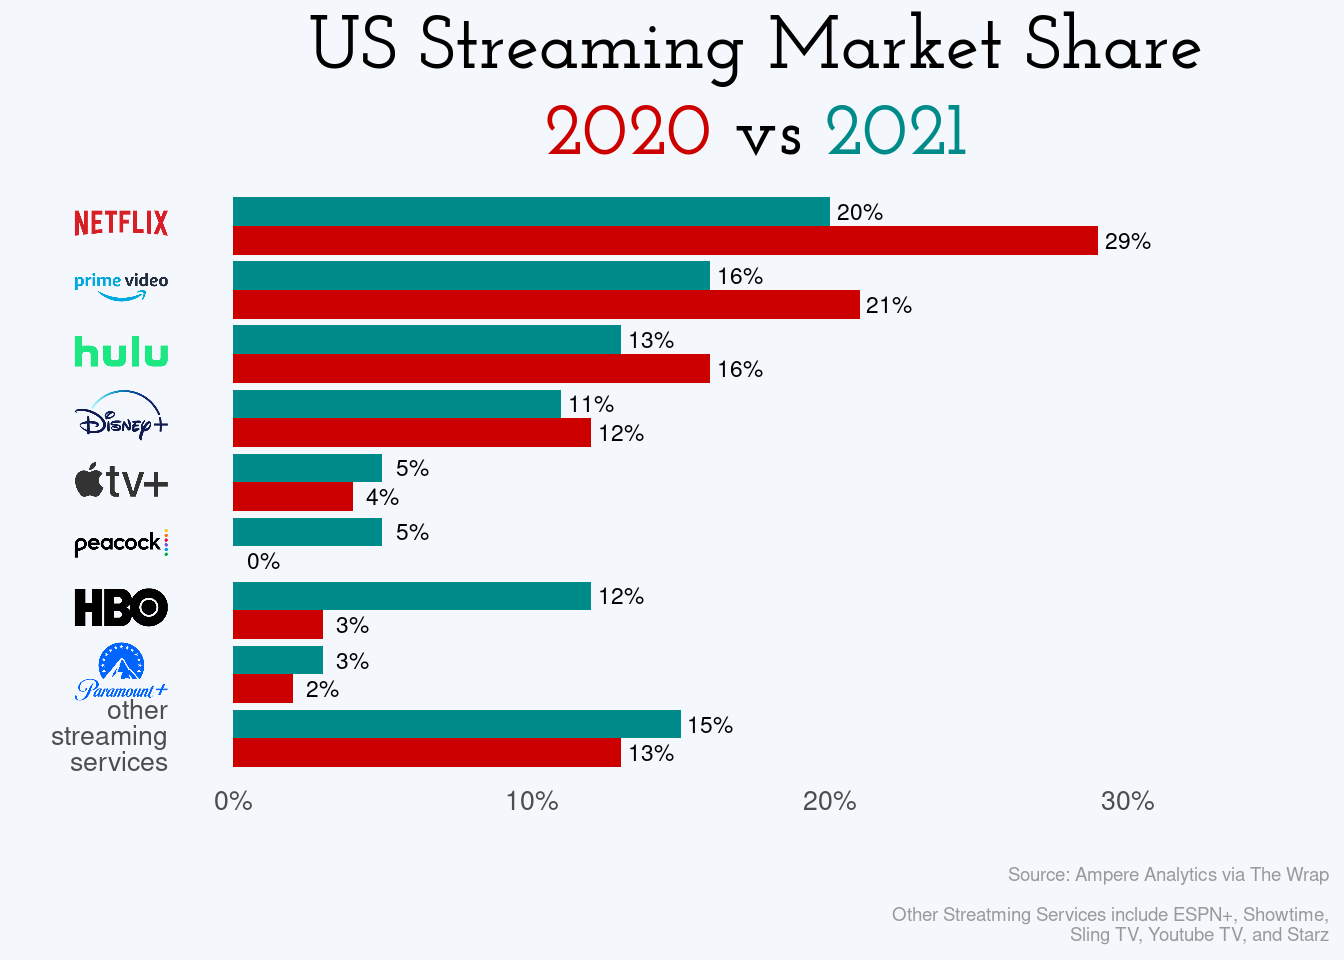 US Streaming Market Share
2020 vs 2021
NETFLIX
20%
29%
prime video
16%
21%
hulu
13%
16%
Disney+
11%
12%
tv+
5%
4%
peacock
5%
0%
HBO
12%
3%
Paramount+
3%
2%
other
streaming
services
15%
13%
0% 10% 20% 30%
Source: Ampere Analytics via The Wrap
Other Streatming Services include ESPN+, Showtime,
Sling TV, Youtube TV, and Starz